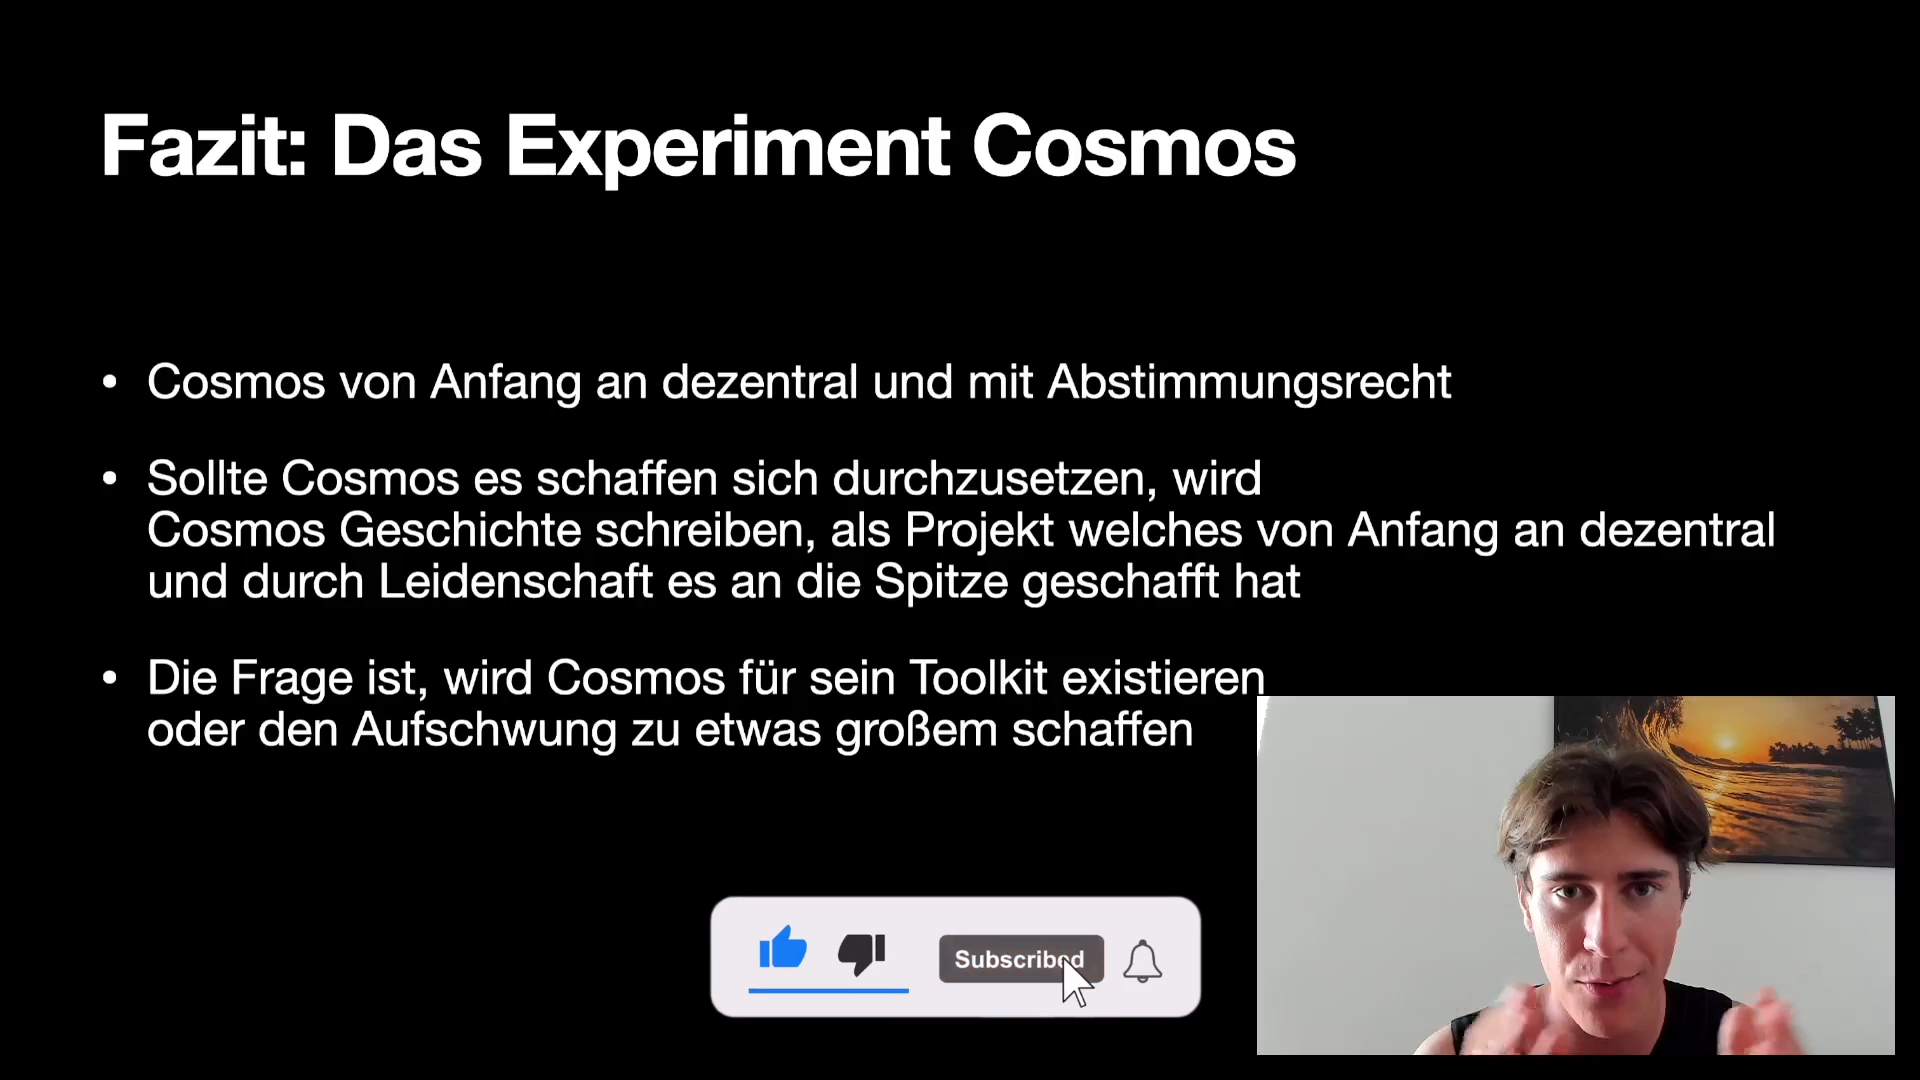 Fazit: Das Experiment Cosmos
• Cosmos von Anfang an dezentral und mit Abstimmungsrecht
• Sollte Cosmos es schaffen sich durchzusetzen, wird
Cosmos Geschichte schreiben, als Projekt welches von Anfang an dezentral
und durch Leidenschaft es an die Spitze geschafft hat
• Die Frage ist, wird Cosmos für sein Toolkit existieren
oder den Aufschwung zu etwas großem schaffen
Subscribed